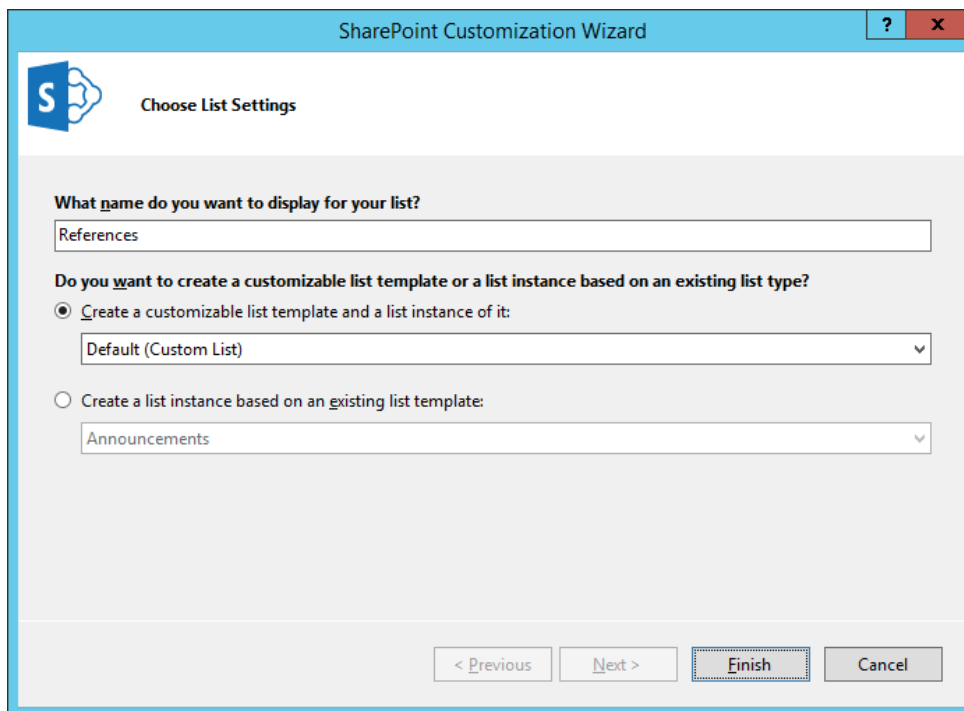 SharePoint Customization Wizard
? x
S
Choose List Settings
What name do you want to display for your list?
References
Do you want to create a customizable list template or a list instance based on an existing list type?
Create a customizable list template and a list instance of it:
Default (Custom List)
Create a list instance based on an existing list template:
Announcements
< Previous Next > Finish Cancel